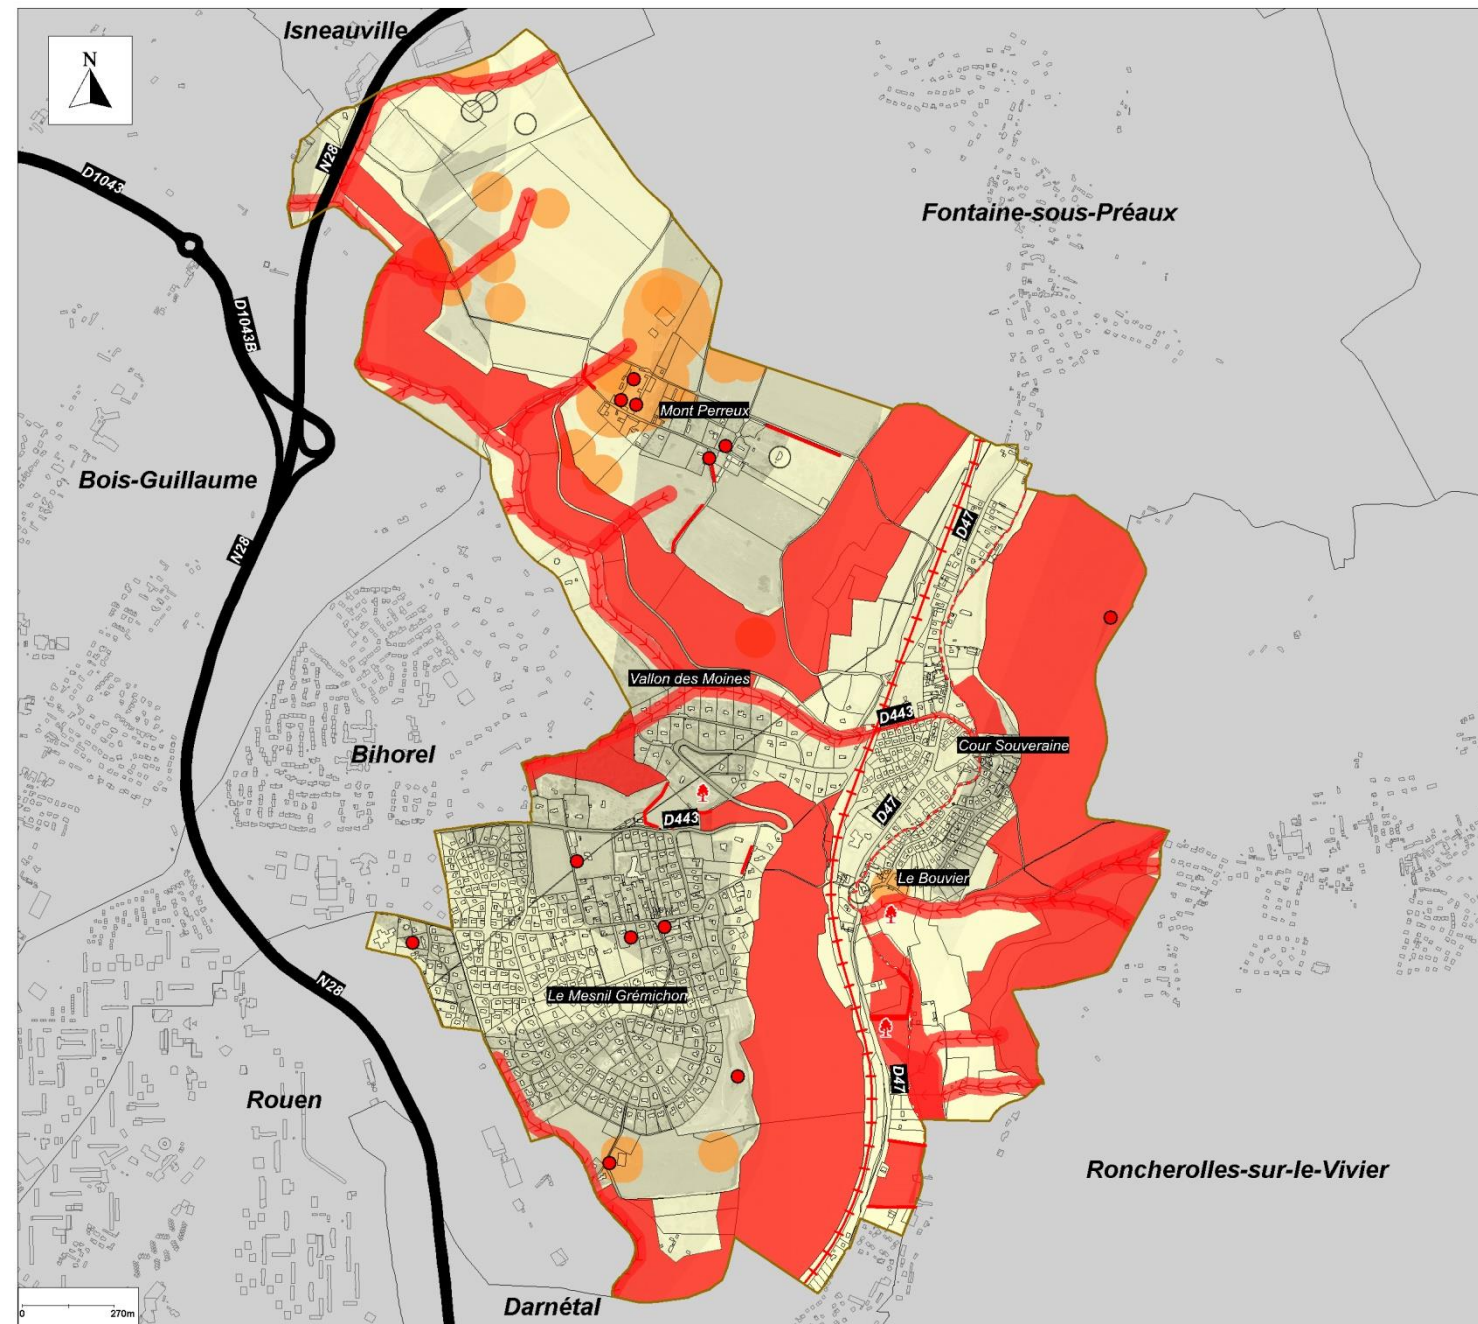 Isneauville
N
N28
D1043
Fontaine-sous-Préaux
D1043B
Mont Perreux
Bois-Guillaume
D47
N28
Vallon des Moines
D443
Cour Souveraine
Bihorel
D47
D443
Le Bouvier
N28
Le Mesnil Grémichon
D47
Rouen
Roncherolles-sur-le-Vivier
0 270m
Darnétal